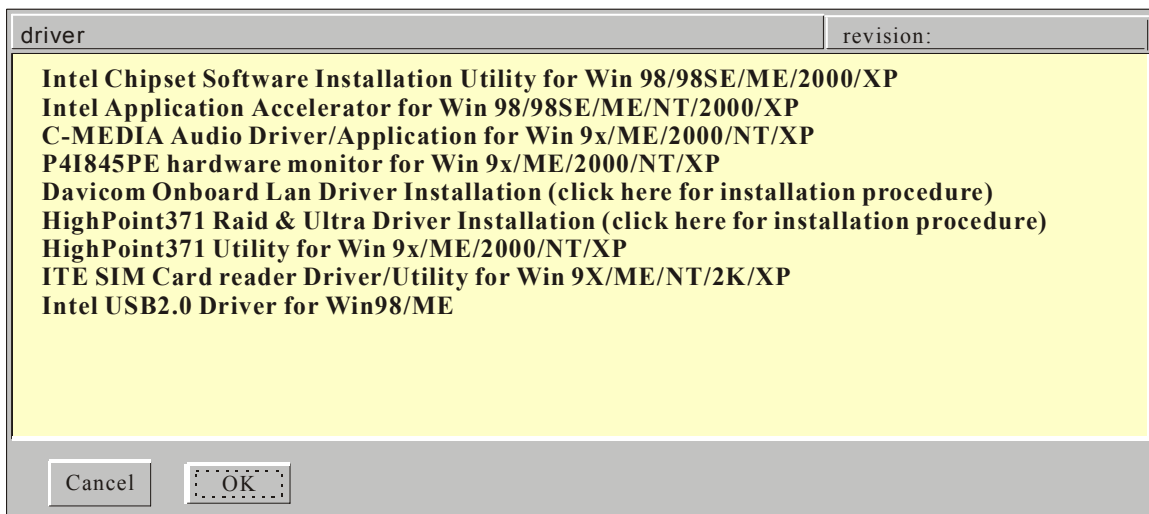 driver revision:
Intel Chipset Software Installation Utility for Win 98/98SE/ME/2000/XP
Intel Application Accelerator for Win 98/98SE/ME/NT/2000/XP
C-MEDIA Audio Driver/Application for Win 9x/ME/2000/NT/XP
P4I845PE hardware monitor for Win 9x/ME/2000/NT/XP
Davicom Onboard Lan Driver Installation (click here for installation procedure)
HighPoint371 Raid & Ultra Driver Installation (click here for installation procedure)
HighPoint371 Utility for Win 9x/ME/2000/NT/XP
ITE SIM Card reader Driver/Utility for Win 9X/ME/NT/2K/XP
Intel USB2.0 Driver for Win98/ME
Cancel OK